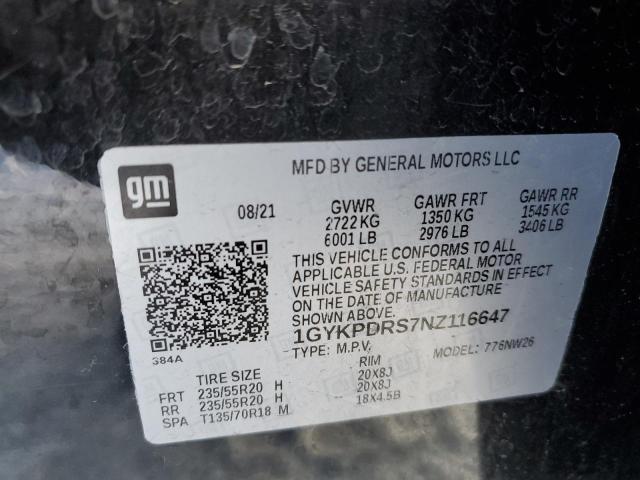 gm
MFD BY GENERAL MOTORS LLC
08/21 GVWR GAWR FRT GAWR RR
2722 KG 1350 KG 1545 KG
6001 LB 2976 LB 3406 LB
THIS VEHICLE CONFORMS TO ALL
APPLICABLE U.S. FEDERAL MOTOR
VEHICLE SAFETY STANDARDS IN EFFECT
ON THE DATE OF MANUFACTURE
SHOWN ABOVE.
1GYKPDRS7NZ116647
384A TYPE: M.P.V. MODEL: 776NW26
TIRE SIZE RIM
FRT 235/55R20 H 20X8J
RR 235/55R20 H 20X8J
SPA T135/70R18 M 18X4.5B